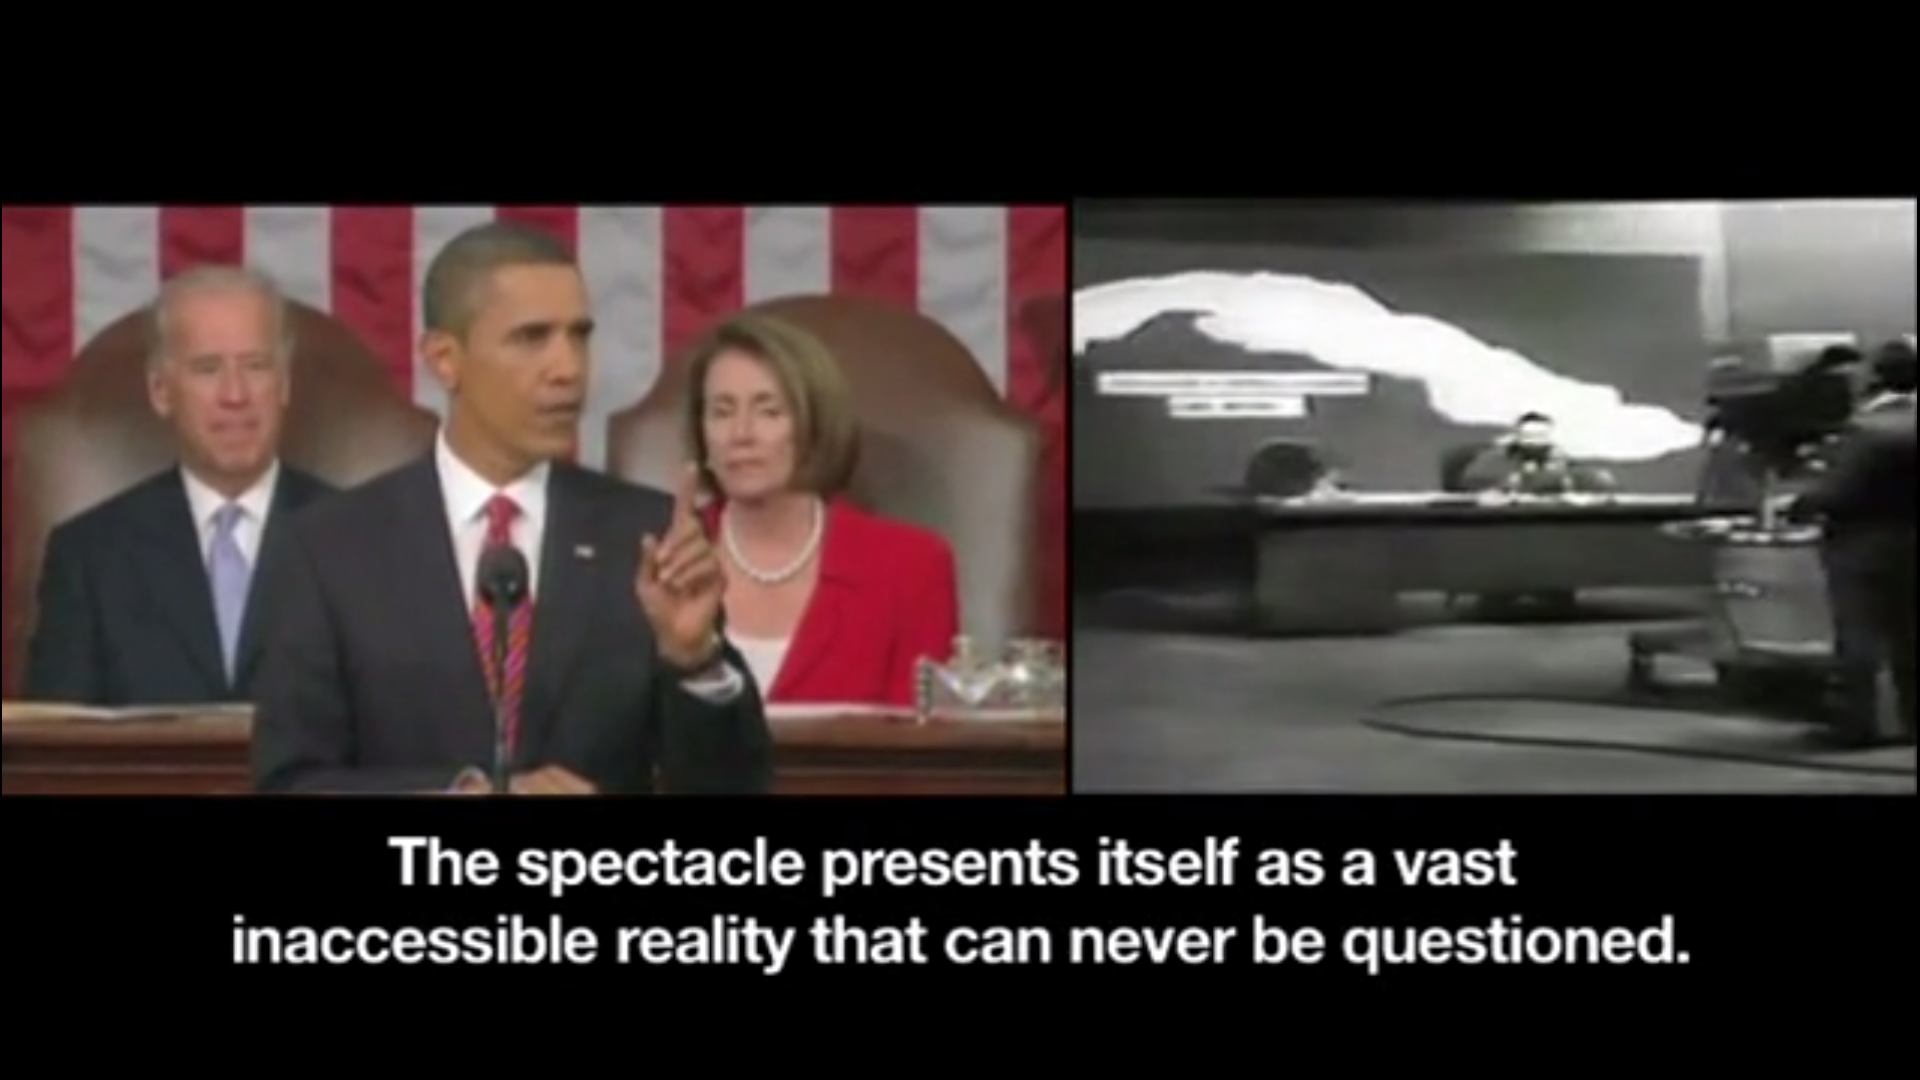 The spectacle presents itself as a vast
inaccessible reality that can never be questioned.